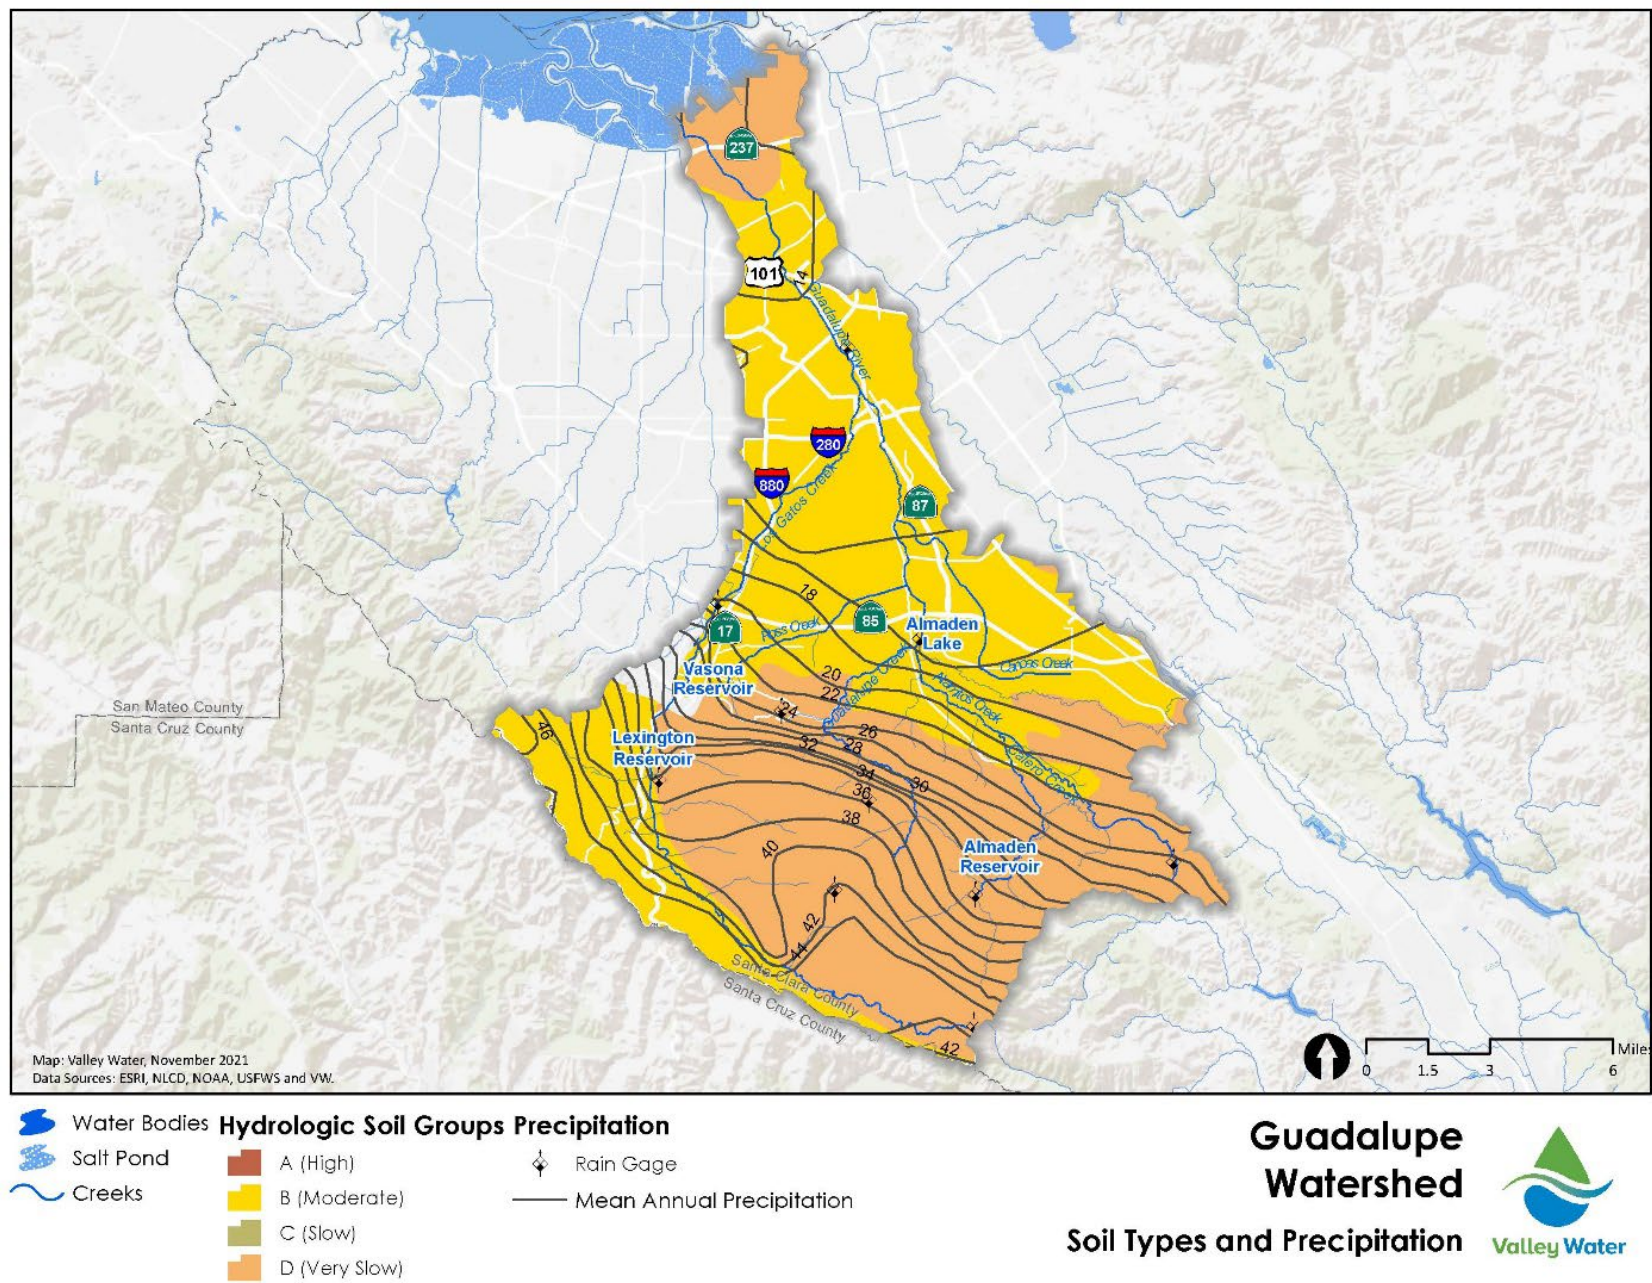 237
101
14
Guadalupe River
280
880
Los Gatos Creek
87
18
17
Ross Creek
85
Almaden
Lake
Canoas Creek
Vasona
Reservoir
20
22
24
Guadalupe Creek
Alamitos Creek
San Mateo County
Santa Cruz County
46
Lexington
Reservoir
26
28
32
Calero Creek
34
30
36
38
40
Almaden
Reservoir
42
44
Santa Clara County
Santa Cruz County
42
Map: Valley Water, November 2021
Data Sources: ESRI, NLCD, NOAA, USFWS and VW.
0 1.5 3 6 Miles
Water Bodies
Salt Pond
Creeks
Hydrologic Soil Groups
A (High)
B (Moderate)
C (Slow)
D (Very Slow)
Precipitation
Rain Gage
Mean Annual Precipitation
Guadalupe
Watershed
Soil Types and Precipitation
Valley Water